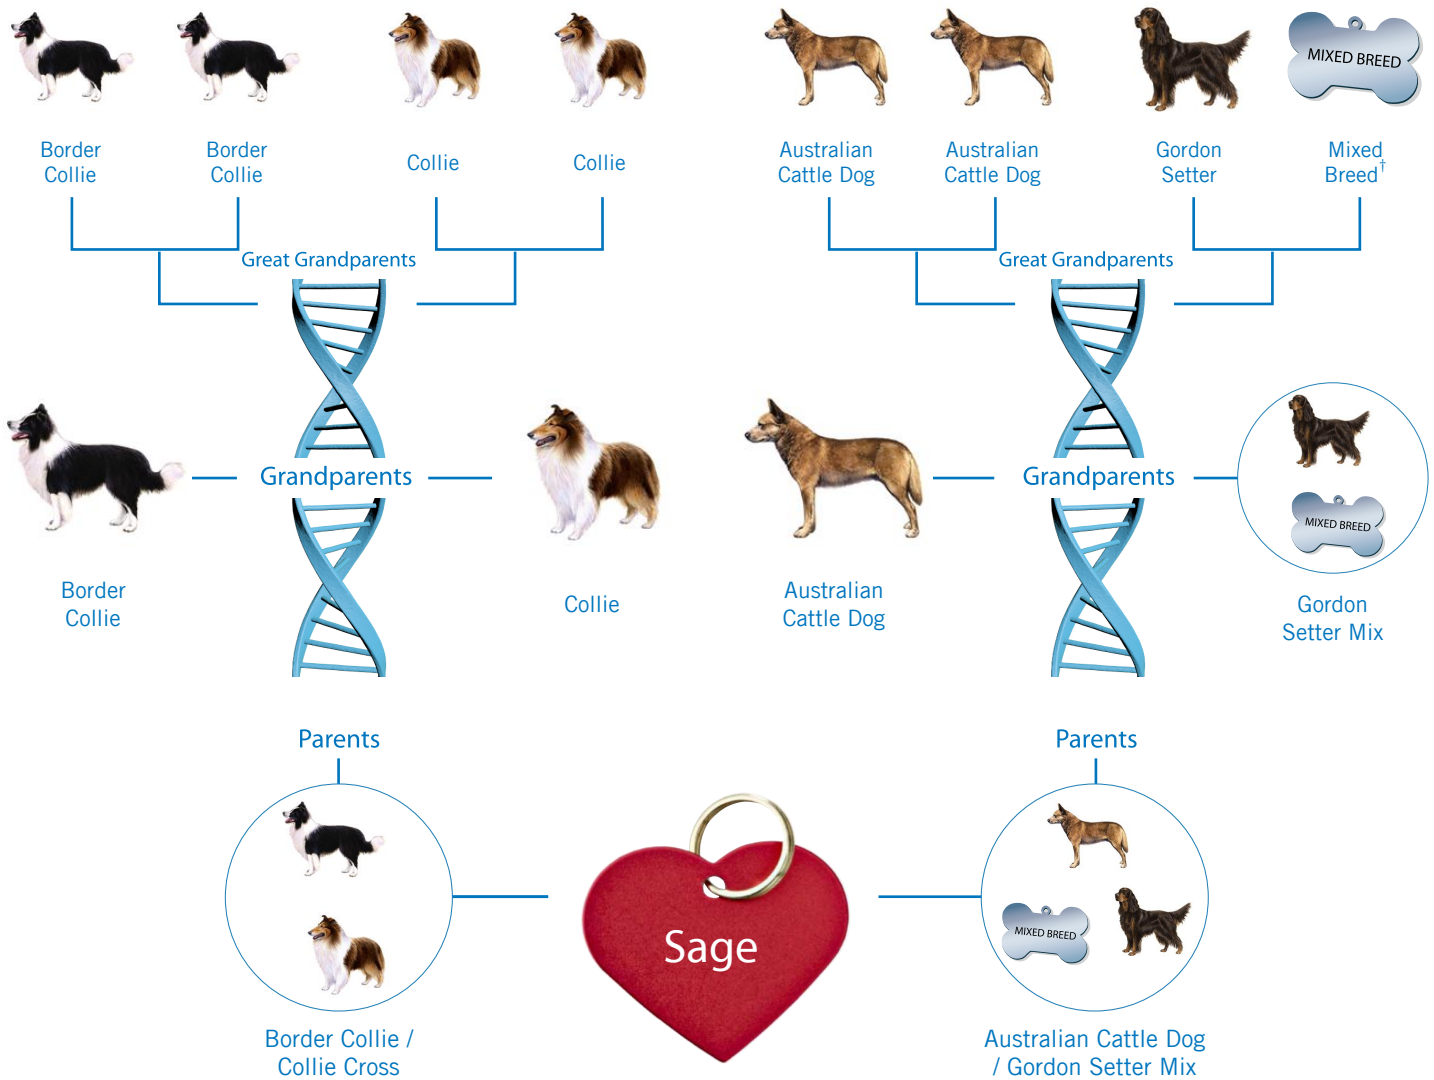 MIXED BREED
Border
Collie
Border
Collie
Collie
Collie
Australian
Cattle Dog
Australian
Cattle Dog
Gordon
Setter
Mixed
Breed†
Great Grandparents
Great Grandparents
Grandparents
Grandparents
MIXED BREED
Border
Collie
Collie
Australian
Cattle Dog
Gordon
Setter Mix
Parents
Parents
MIXED BREED
Sage
Border Collie /
Collie Cross
Australian Cattle Dog
/ Gordon Setter Mix